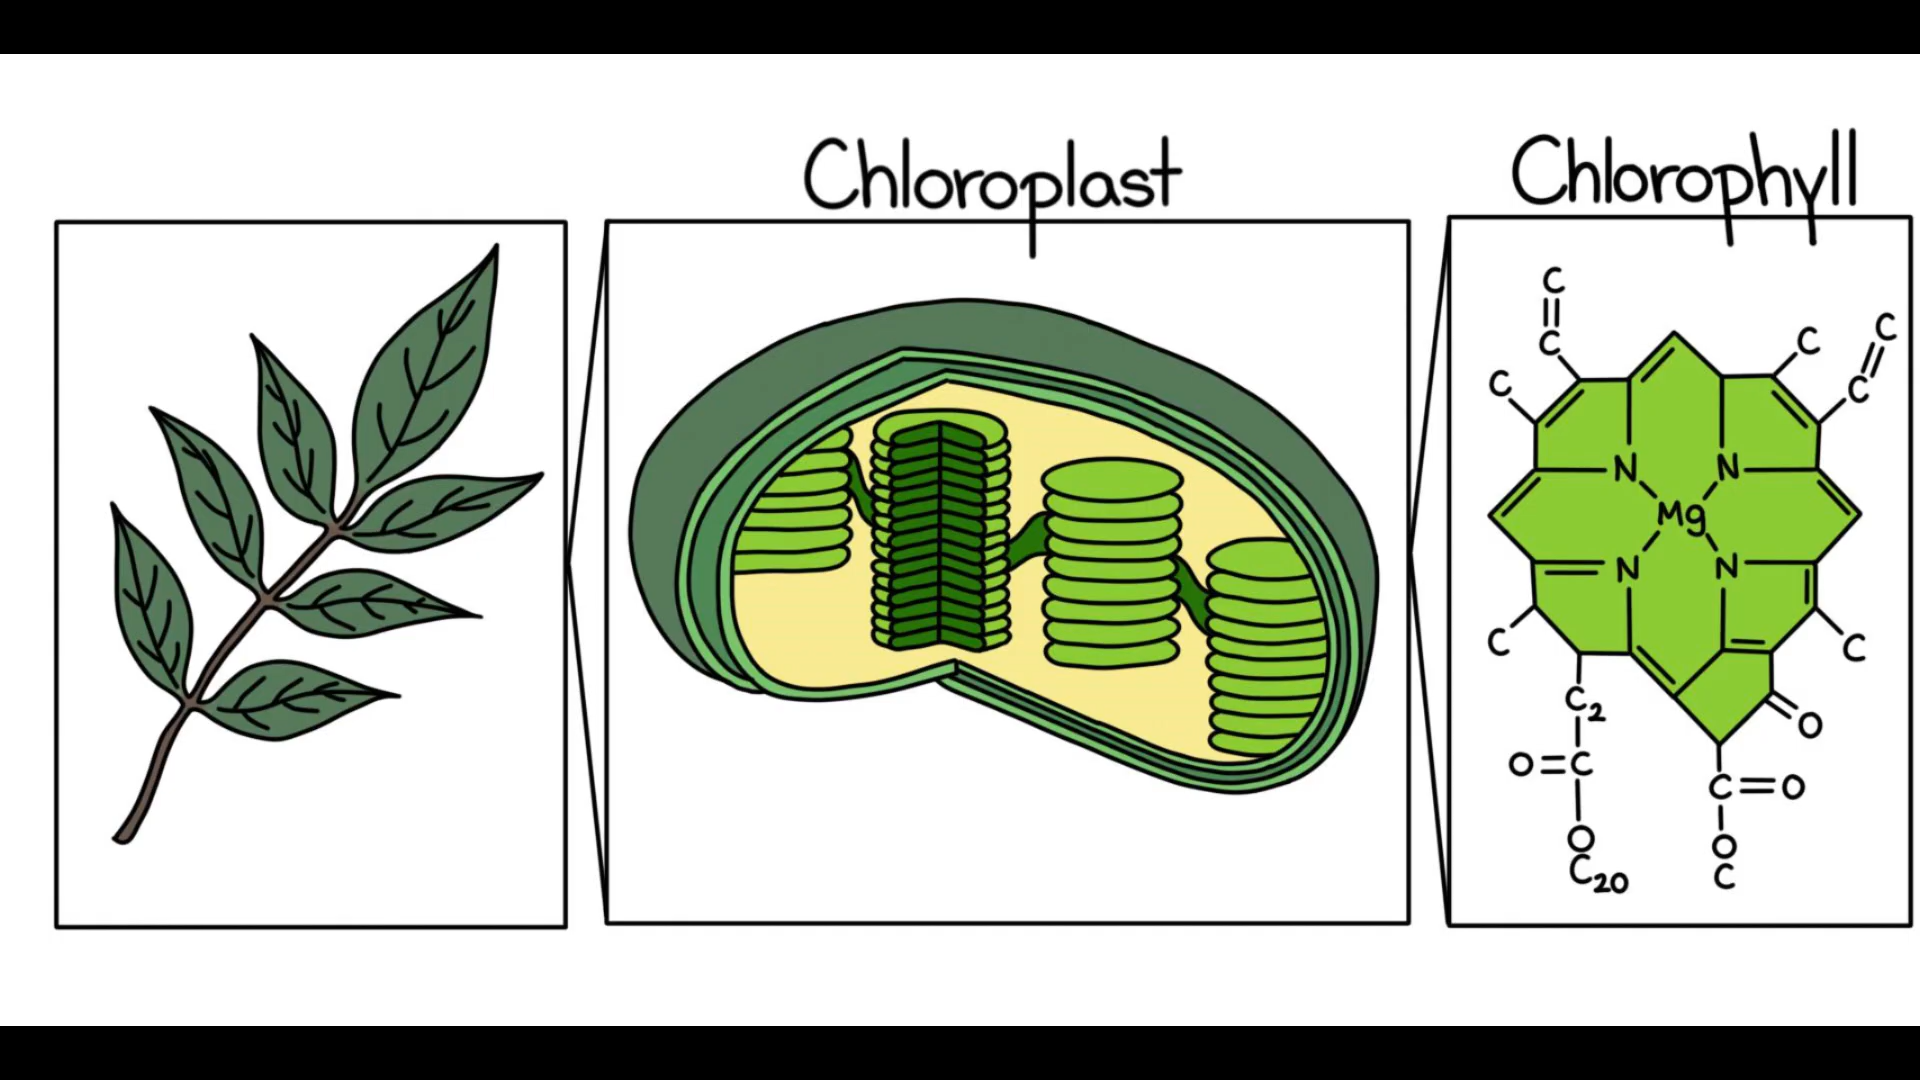 Chloroplast
Chlorophyll
C
C
C C
C C
C
N N
Mg
N N
C C
C2
O
O=C
C=O
O O
C20 C